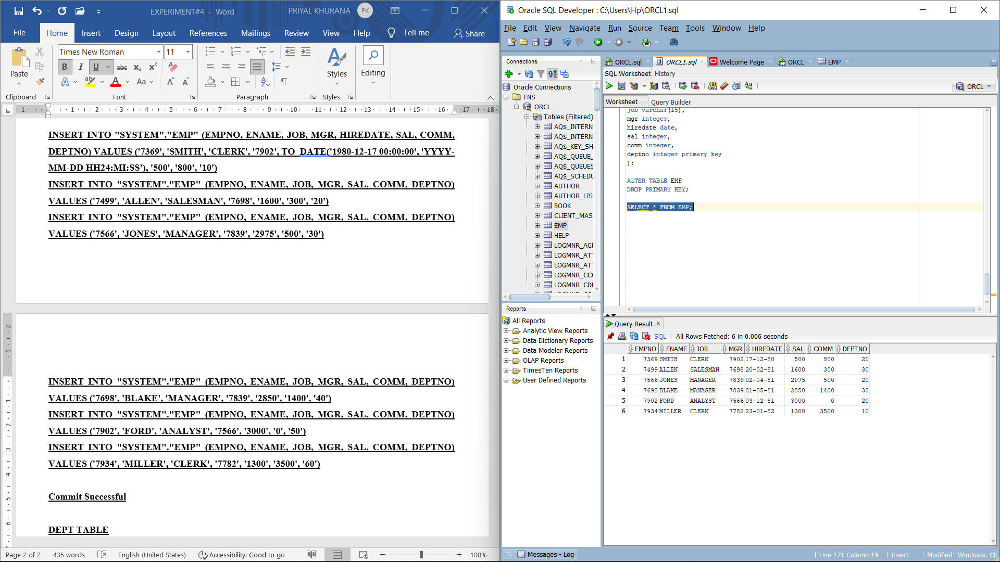 EXPERIMENT#4 - Word
PRIYAL KHURANA
PK
File
Home
Insert
Design
Layout
References
Mailings
Review
View
Help
Tell me
Share
Paste
Times New Roman
11
Styles
Editing
Clipboard
Font
Paragraph
Styles
INSERT INTO "SYSTEM"."EMP" (EMPNO, ENAME, JOB, MGR, HIREDATE, SAL, COMM,
DEPTNO) VALUES ('7369', 'SMITH', 'CLERK', '7902', TO_DATE('1980-12-17 00:00:00', 'YYYY-
MM-DD HH24:MI:SS'), '500', '800', '10')
INSERT INTO "SYSTEM"."EMP" (EMPNO, ENAME, JOB, MGR, SAL, COMM, DEPTNO)
VALUES ('7499', 'ALLEN', 'SALESMAN', '7698', '1600', '300', '20')
INSERT INTO "SYSTEM"."EMP" (EMPNO, ENAME, JOB, MGR, SAL, COMM, DEPTNO)
VALUES ('7566', 'JONES', 'MANAGER', '7839', '2975', '500', '30')
INSERT INTO "SYSTEM"."EMP" (EMPNO, ENAME, JOB, MGR, SAL, COMM, DEPTNO)
VALUES ('7698', 'BLAKE', 'MANAGER', '7839', '2850', '1400', '40')
INSERT INTO "SYSTEM"."EMP" (EMPNO, ENAME, JOB, MGR, SAL, COMM, DEPTNO)
VALUES ('7902', 'FORD', 'ANALYST', '7566', '3000', '0', '50')
INSERT INTO "SYSTEM"."EMP" (EMPNO, ENAME, JOB, MGR, SAL, COMM, DEPTNO)
VALUES ('7934', 'MILLER', 'CLERK', '7782', '1300', '3500', '60')
Commit Successful
DEPT TABLE
Page 2 of 2
435 words
English (United States)
Accessibility: Good to go
100%
Oracle SQL Developer : C:\Users\Hp\ORCL1.sql
File Edit View Navigate Run Source Team Tools Window Help
Connections
Oracle Connections
TNS
ORCL
Tables (Filtered)
AQ$_INTERN
AQ$_INTERN
AQ$_KEY_SH
AQ$_QUEUE_
AQ$_QUEUES
AQ$_SCHEDU
AUTHOR
AUTHOR_LIS
BOOK
CLIENT_MAS
EMP
HELP
LOGMNR_AG
LOGMNR_AT
LOGMNR_AT
LOGMNR_CC
LOGMNR_CD
Reports
All Reports
Analytic View Reports
Data Dictionary Reports
Data Modeler Reports
OLAP Reports
TimesTen Reports
User Defined Reports
ORCL.sql
ORCL1.sql
Welcome Page
ORCL
EMP
SQL Worksheet History
ORCL
Worksheet
Query Builder
job varchar(15),
mgr integer,
hiredate date,
sal integer,
comm integer,
deptno integer primary key
);
ALTER TABLE EMP
DROP PRIMARY KEY;
SELECT * FROM EMP;
Query Result
SQL | All Rows Fetched: 6 in 0.006 seconds
EMPNO ENAME JOB MGR HIREDATE SAL COMM DEPTNO
1 7369 SMITH CLERK 7902 17-12-80 500 800 20
2 7499 ALLEN SALESMAN 7698 20-02-81 1600 300 30
3 7566 JONES MANAGER 7839 02-04-81 2975 500 20
4 7698 BLAKE MANAGER 7839 01-05-81 2850 1400 30
5 7902 FORD ANALYST 7566 03-12-81 3000 0 20
6 7934 MILLER CLERK 7782 23-01-82 1300 3500 10
Messages - Log
Line 171 Column 19 | Insert | Modified | Windows: CR